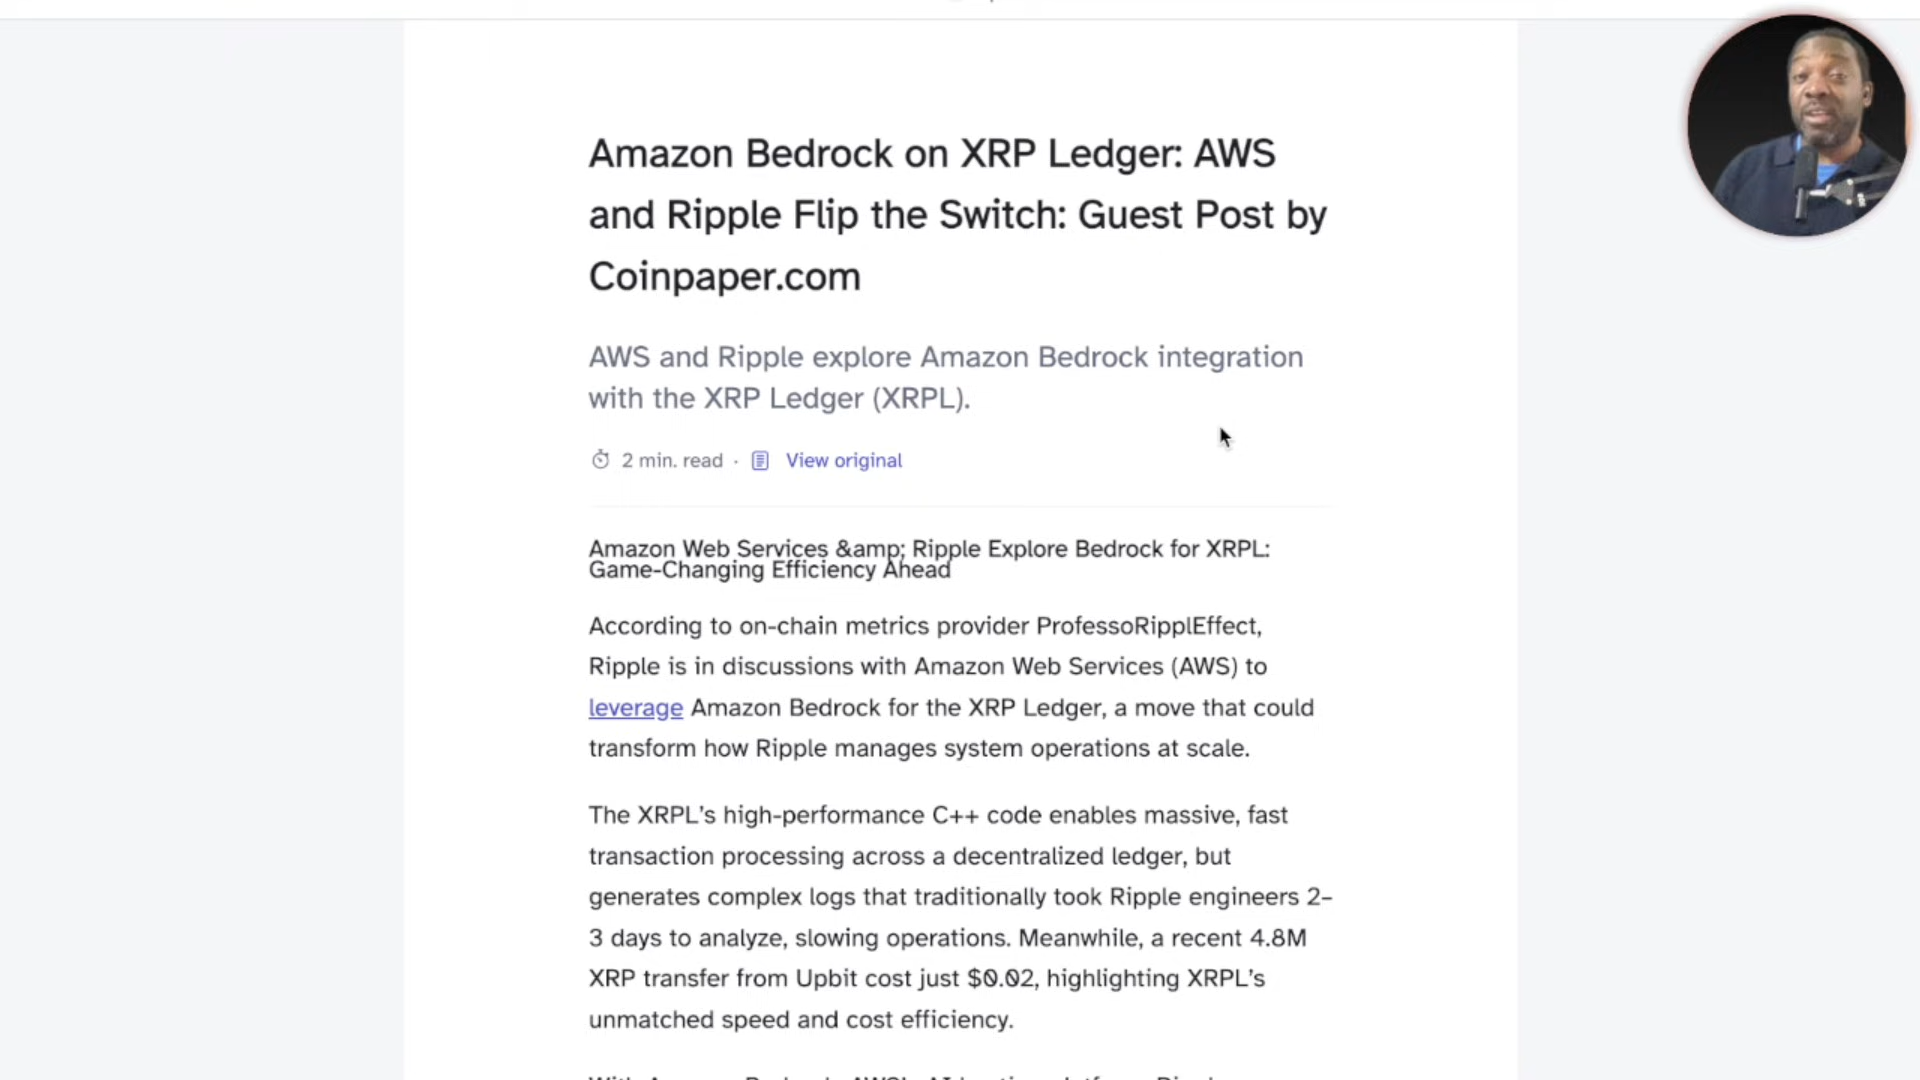 Amazon Bedrock on XRP Ledger: AWS
and Ripple Flip the Switch: Guest Post by
Coinpaper.com
AWS and Ripple explore Amazon Bedrock integration
with the XRP Ledger (XRPL).
2 min. read · View original
Amazon Web Services &amp; Ripple Explore Bedrock for XRPL:
Game-Changing Efficiency Ahead
According to on-chain metrics provider ProfessoRipplEffect,
Ripple is in discussions with Amazon Web Services (AWS) to
leverage Amazon Bedrock for the XRP Ledger, a move that could
transform how Ripple manages system operations at scale.
The XRPL’s high-performance C++ code enables massive, fast
transaction processing across a decentralized ledger, but
generates complex logs that traditionally took Ripple engineers 2–
3 days to analyze, slowing operations. Meanwhile, a recent 4.8M
XRP transfer from Upbit cost just $0.02, highlighting XRPL’s
unmatched speed and cost efficiency.